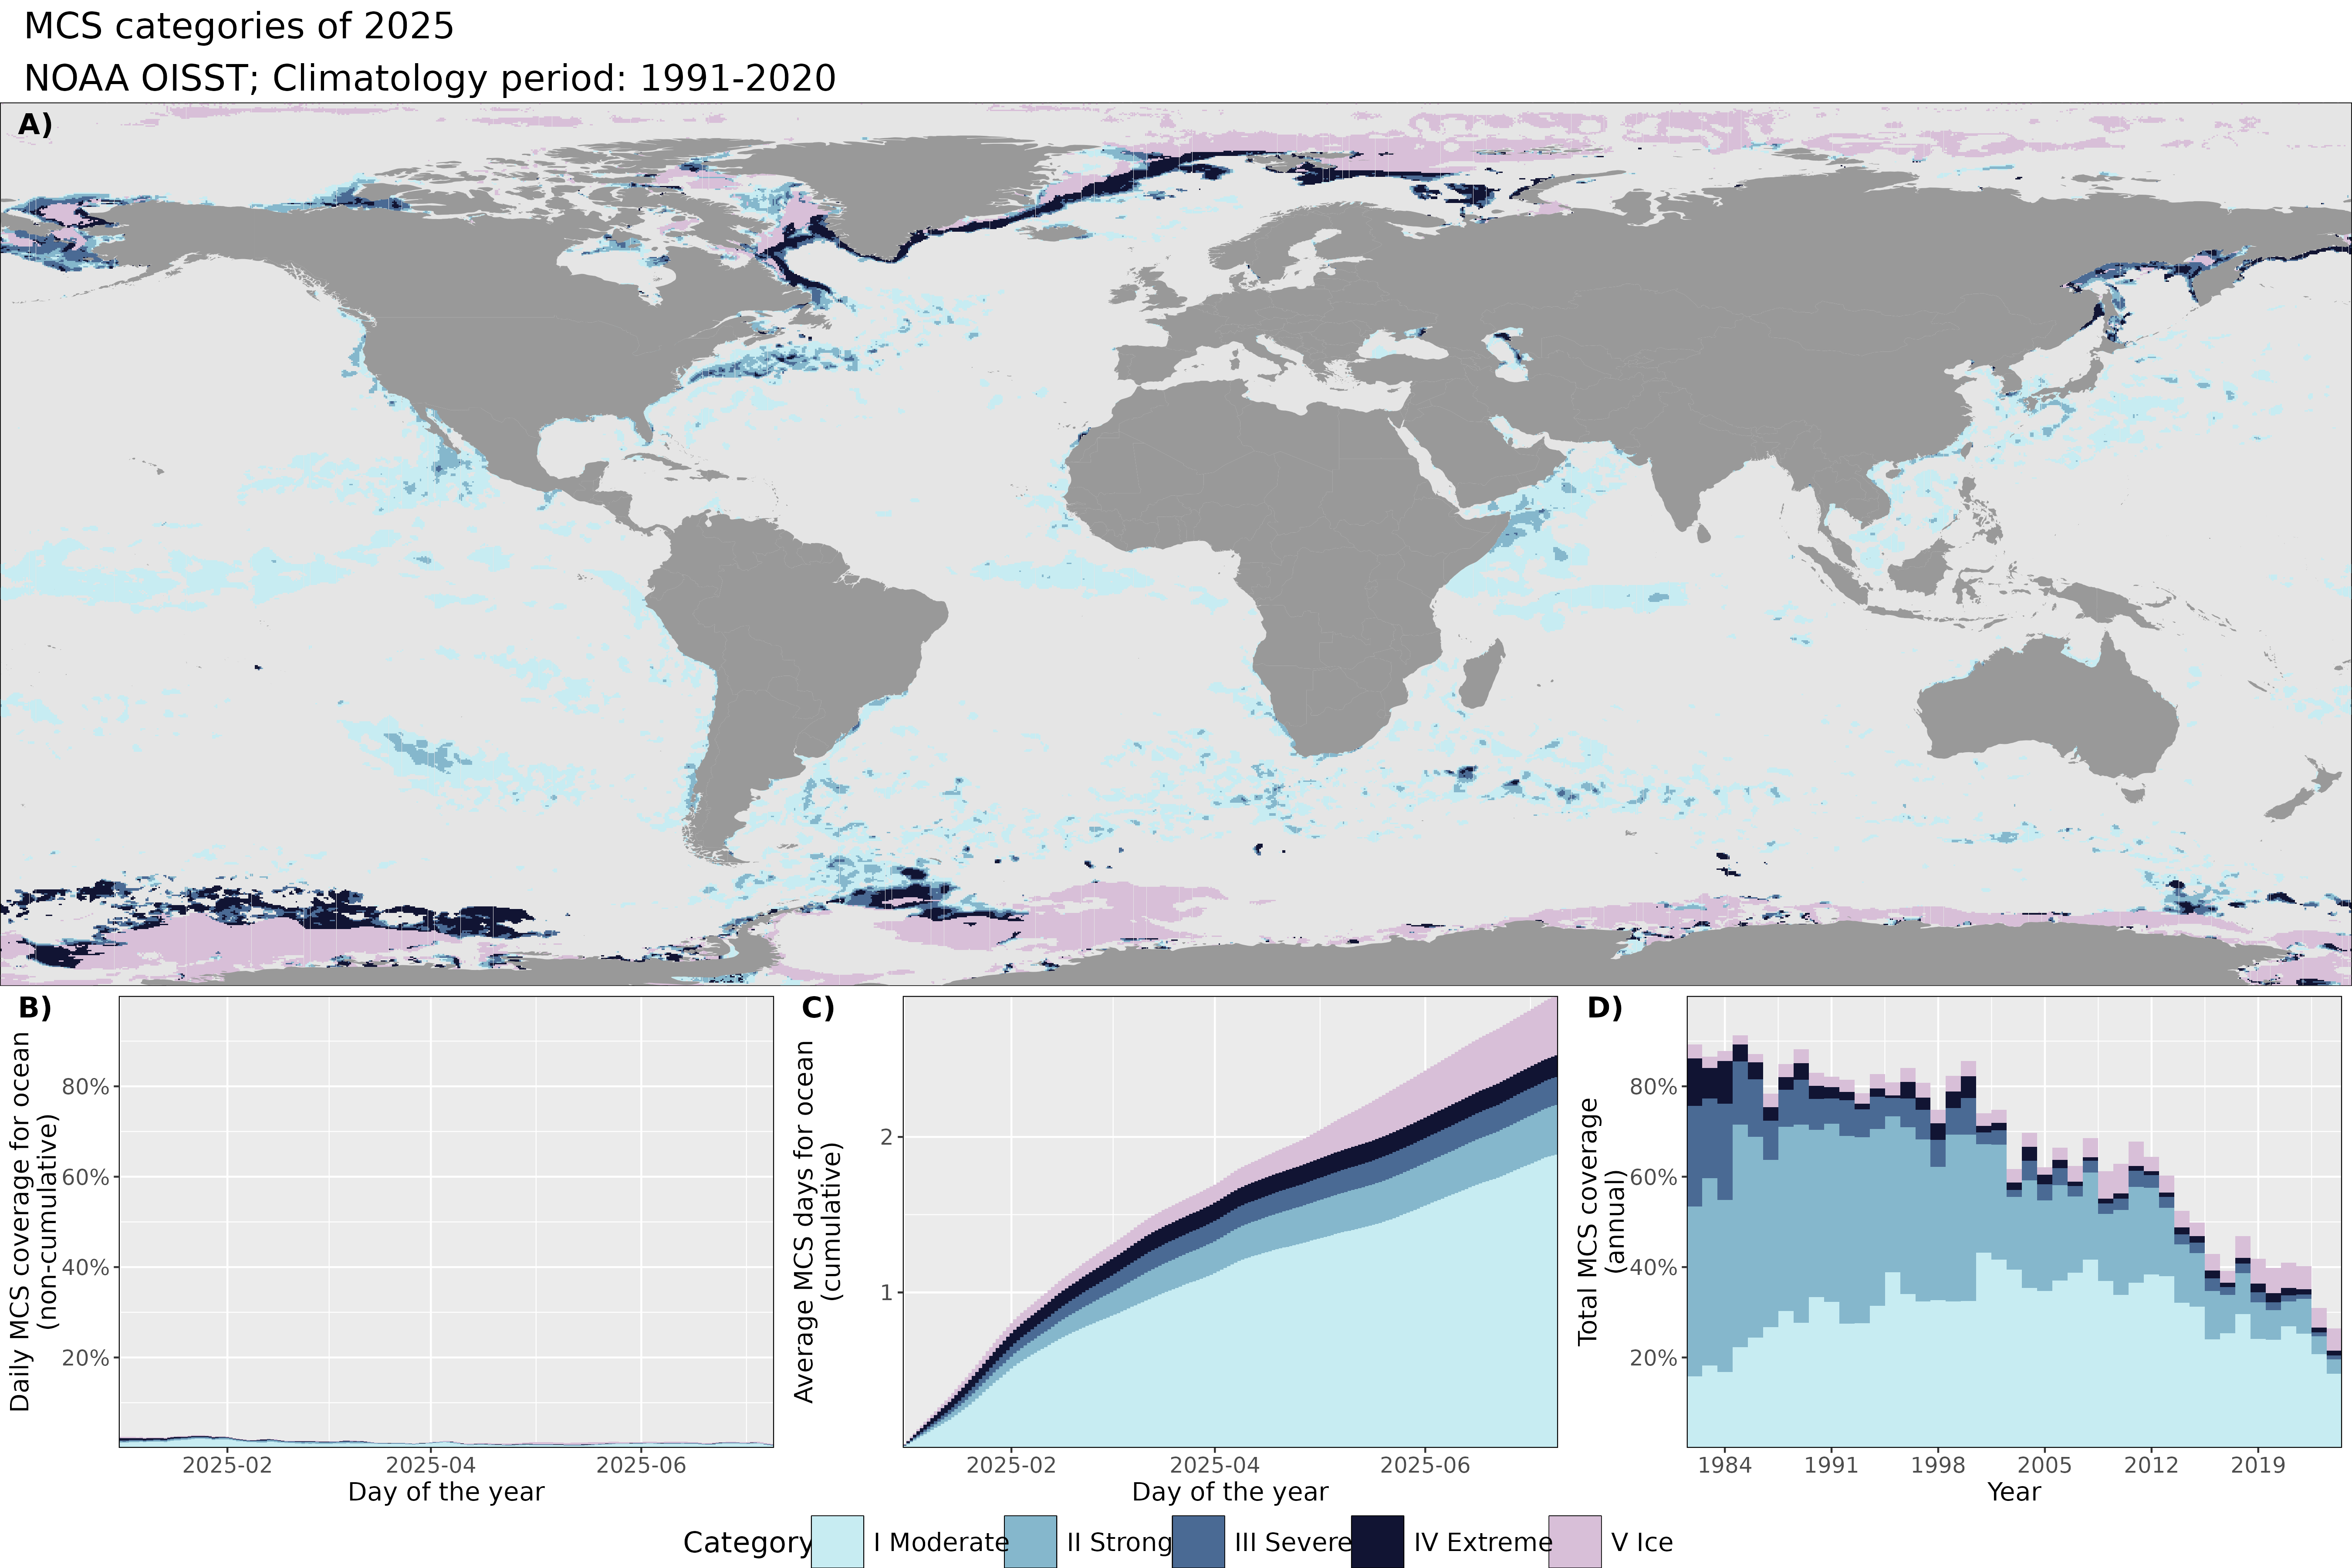 MCS categories of 2025
NOAA OISST; Climatology period: 1991-2020
A)
B)
Daily MCS coverage for ocean
(non-cumulative)
80%
60%
40%
20%
2025-02 2025-04 2025-06
Day of the year
C)
Average MCS days for ocean
(cumulative)
2
1
2025-02 2025-04 2025-06
Day of the year
D)
Total MCS coverage
(annual)
80%
60%
40%
20%
1984 1991 1998 2005 2012 2019
Year
Category I Moderate II Strong III Severe IV Extreme V Ice